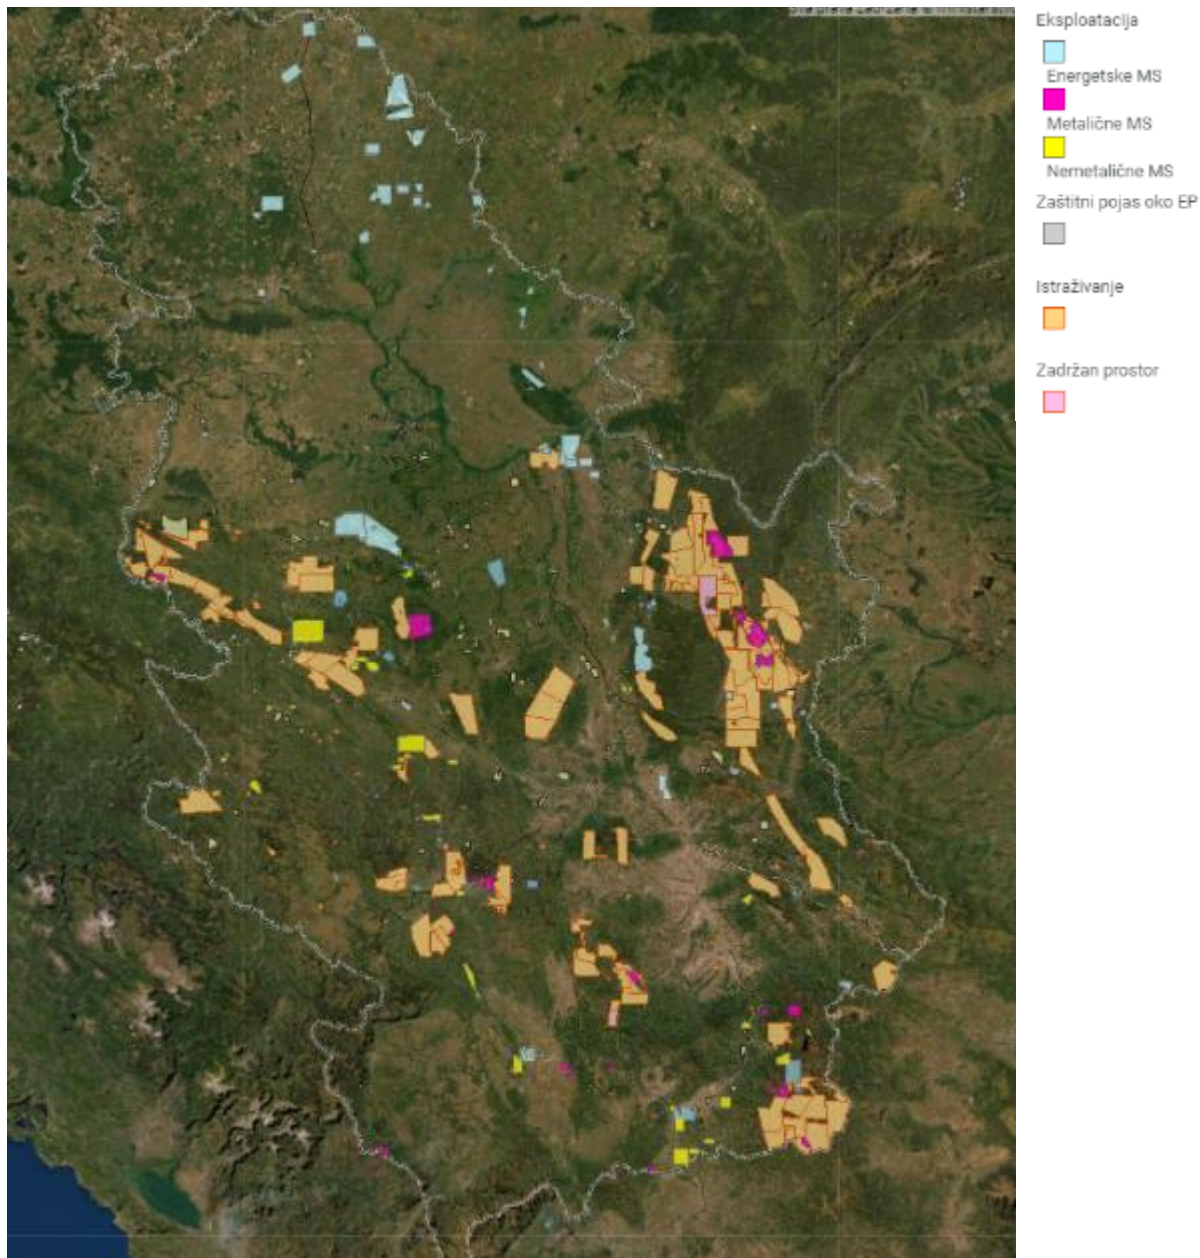 Eksploatacija
Energetske MS
Metalične MS
Nemetalične MS
Zaštitni pojas oko EP
Istraživanje
Zadržan prostor